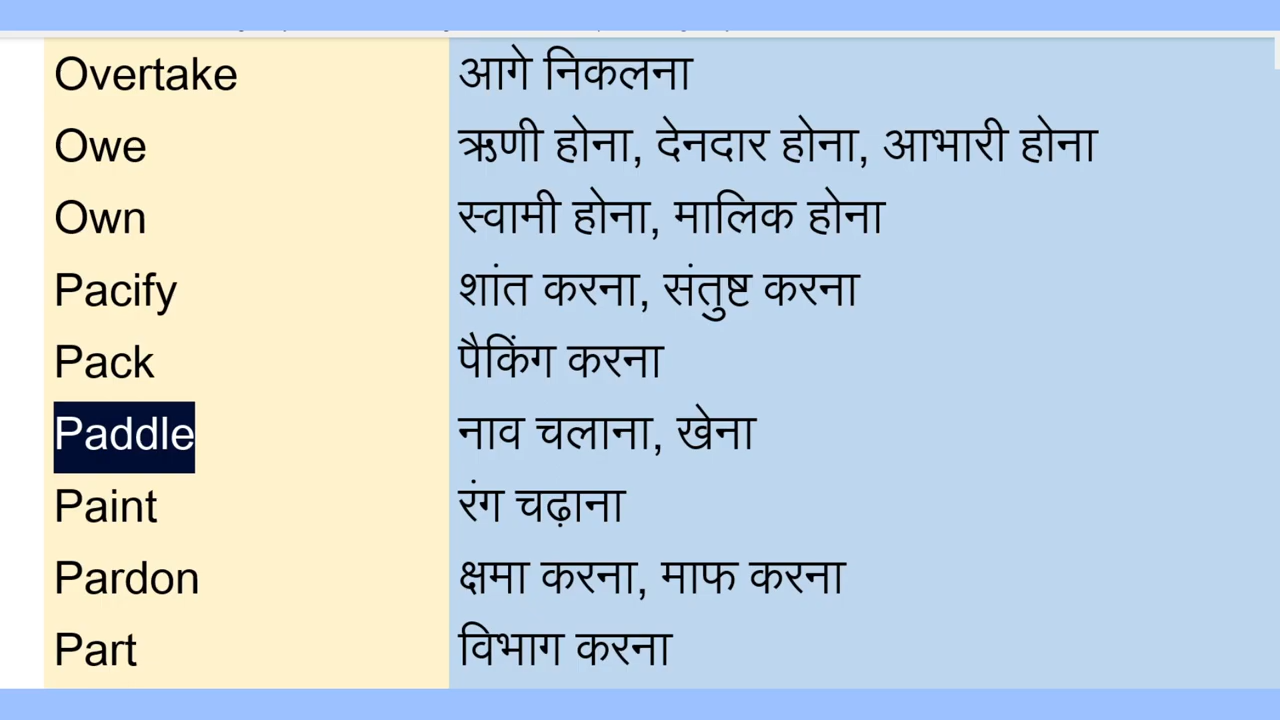 Overtake आगे निकलना
Owe ऋणी होना, देनदार होना, आभारी होना
Own स्वामी होना, मालिक होना
Pacify शांत करना, संतुष्ट करना
Pack पैकिंग करना
Paddle नाव चलाना, खेना
Paint रंग चढ़ाना
Pardon क्षमा करना, माफ करना
Part विभाग करना